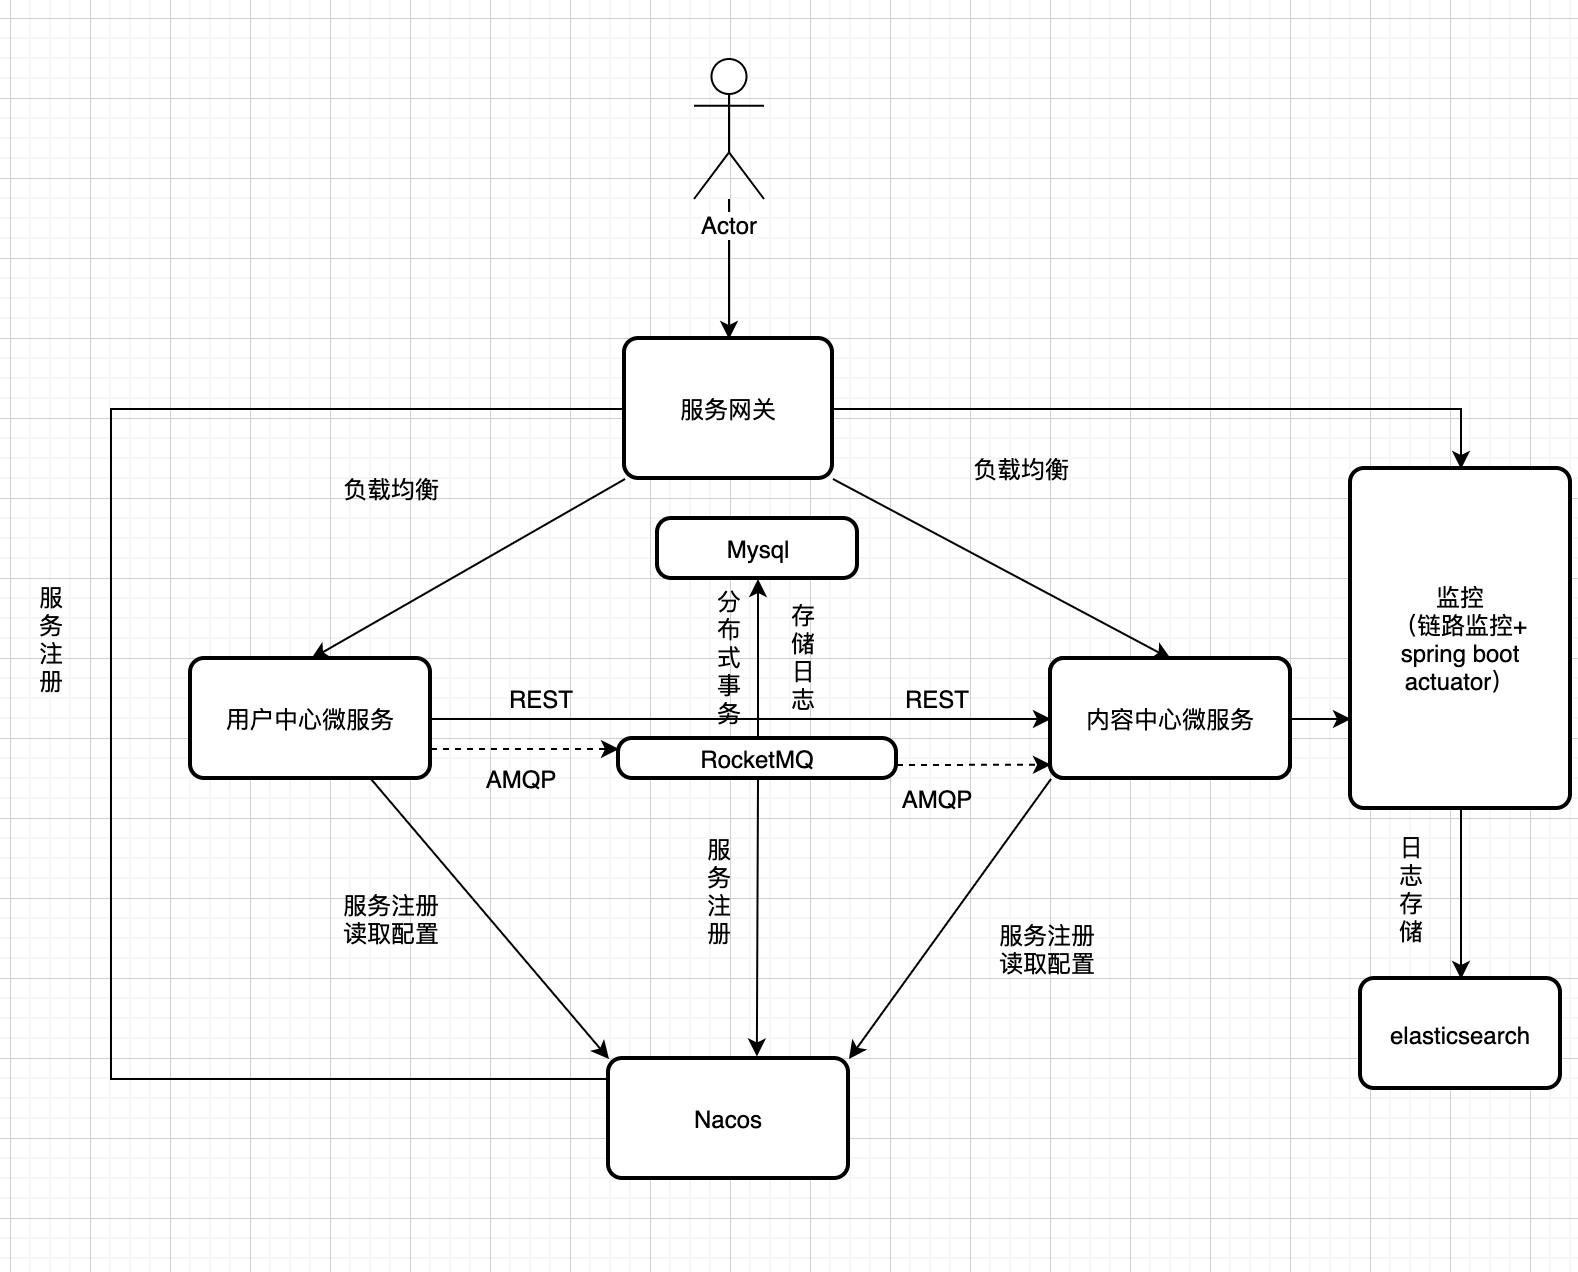 Actor
服务网关
负载均衡
负载均衡
Mysql
服务注册
分布式事务
存储日志
监控
（链路监控+
spring boot
actuator）
用户中心微服务
REST
REST
内容中心微服务
RocketMQ
AMQP
AMQP
服务注册
读取配置
服务注册
服务注册
读取配置
日志存储
elasticsearch
Nacos